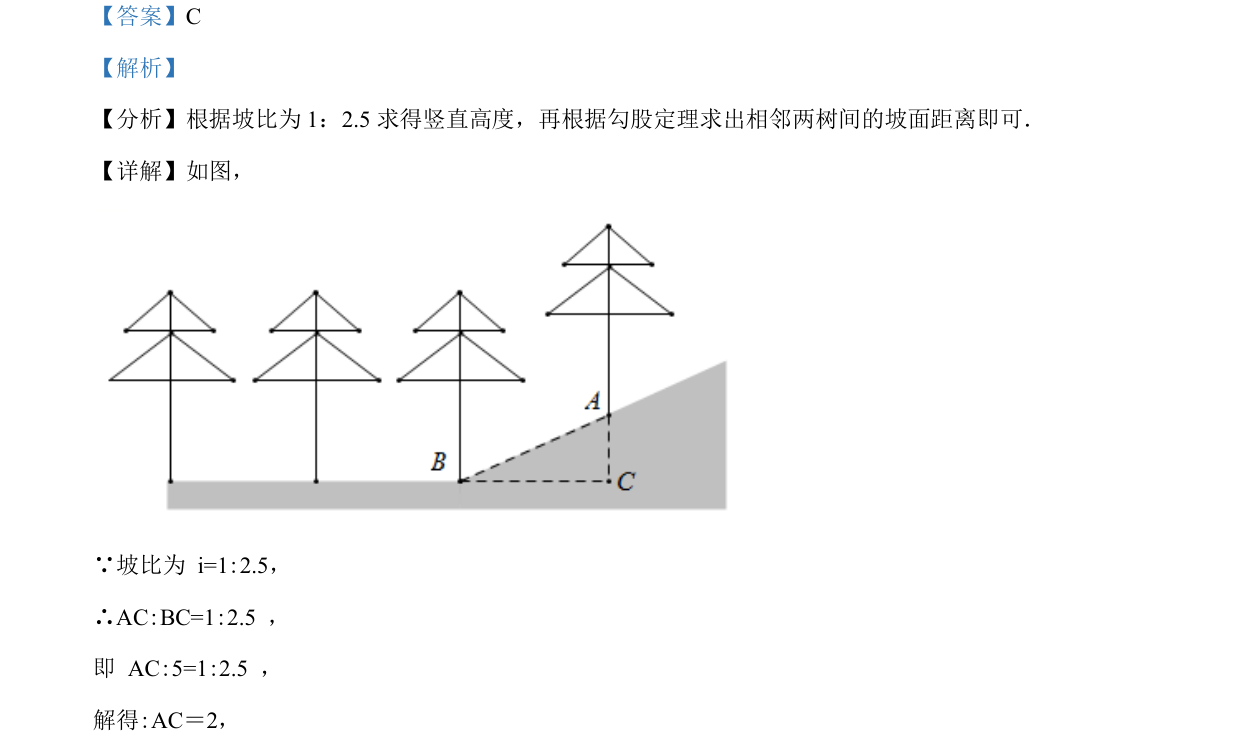 【答案】C
【解析】
【分析】根据坡比为 1：2.5 求得竖直高度，再根据勾股定理求出相邻两树间的坡面距离即可．
【详解】如图，
A
B
C
∵坡比为 i=1:2.5，
∴AC:BC=1:2.5 ，
即 AC:5=1:2.5 ，
解得:AC＝2，